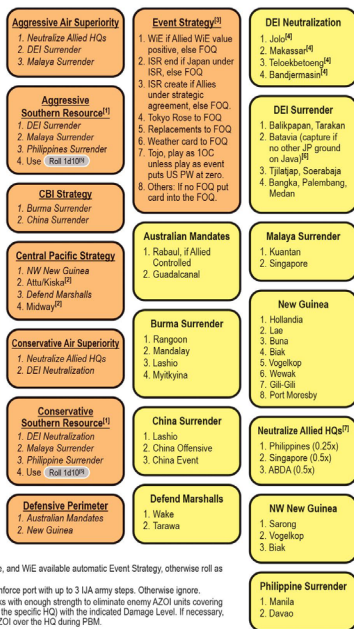 Aggressive Air Superiority
1. Neutralize Allied HQs
2. DEI Surrender
3. Malaya Surrender
Aggressive
Southern Resource[1]
1. DEI Surrender
2. Malaya Surrender
3. Philippines Surrender
4. Use Roll 1d10[5]
CBI Strategy
1. Burma Surrender
2. China Surrender
Central Pacific Strategy
1. NW New Guinea
2. Attu/Kiska[2]
3. Defend Marshalls
4. Midway[2]
Conservative Air Superiority
1. Neutralize Allied HQs
2. DEI Neutralization
Conservative
Southern Resource[1]
1. DEI Neutralization
2. Malaya Surrender
3. Philippine Surrender
4. Use Roll 1d10[5]
Defensive Perimeter
1. Australian Mandates
2. New Guinea
Event Strategy[3]
1. WiE if Allied WiE value
positive, else FOQ
2. ISR end if Japan under
ISR, else FOQ
3. ISR create if Allies
under strategic
agreement, else FOQ.
4. Tokyo Rose to FOQ
5. Replacements to FOQ
6. Weather card to FOQ
7. Tojo, play as 1OC
unless play as event
puts US PW at zero.
8. Others: If no FOQ put
card into the FOQ.
Australian Mandates
1. Rabaul, if Allied
Controlled
2. Guadalcanal
Burma Surrender
1. Rangoon
2. Mandalay
3. Lashio
4. Myitkyina
China Surrender
1. Lashio
2. China Offensive
3. China Event
Defend Marshalls
1. Wake
2. Tarawa
DEI Neutralization
1. Jolo[4]
2. Makassar[4]
3. Teloekbetoeng[4]
4. Bandjermasin[4]
DEI Surrender
1. Balikpapan, Tarakan
2. Batavia (capture if
no other JP ground
on Java)[6]
3. Tjilatjap, Soerabaja
4. Bangka, Palembang,
Medan
Malaya Surrender
1. Kuantan
2. Singapore
New Guinea
1. Hollandia
2. Lae
3. Buna
4. Biak
5. Vogelkop
6. Wewak
7. Gili-Gili
8. Port Moresby
Neutralize Allied HQs[7]
1. Philippines (0.25x)
2. Singapore (0.5x)
3. ABDA (0.5x)
NW New Guinea
1. Sarong
2. Vogelkop
3. Biak
Philippine Surrender
1. Manila
2. Davao
e, and WiE available automatic Event Strategy, otherwise roll as
nforce port with up to 3 IJA army steps. Otherwise ignore.
ks with enough strength to eliminate enemy AZOI units covering
the specific HQ) with the indicated Damage Level. If necessary,
ZOI over the HQ during PBM.